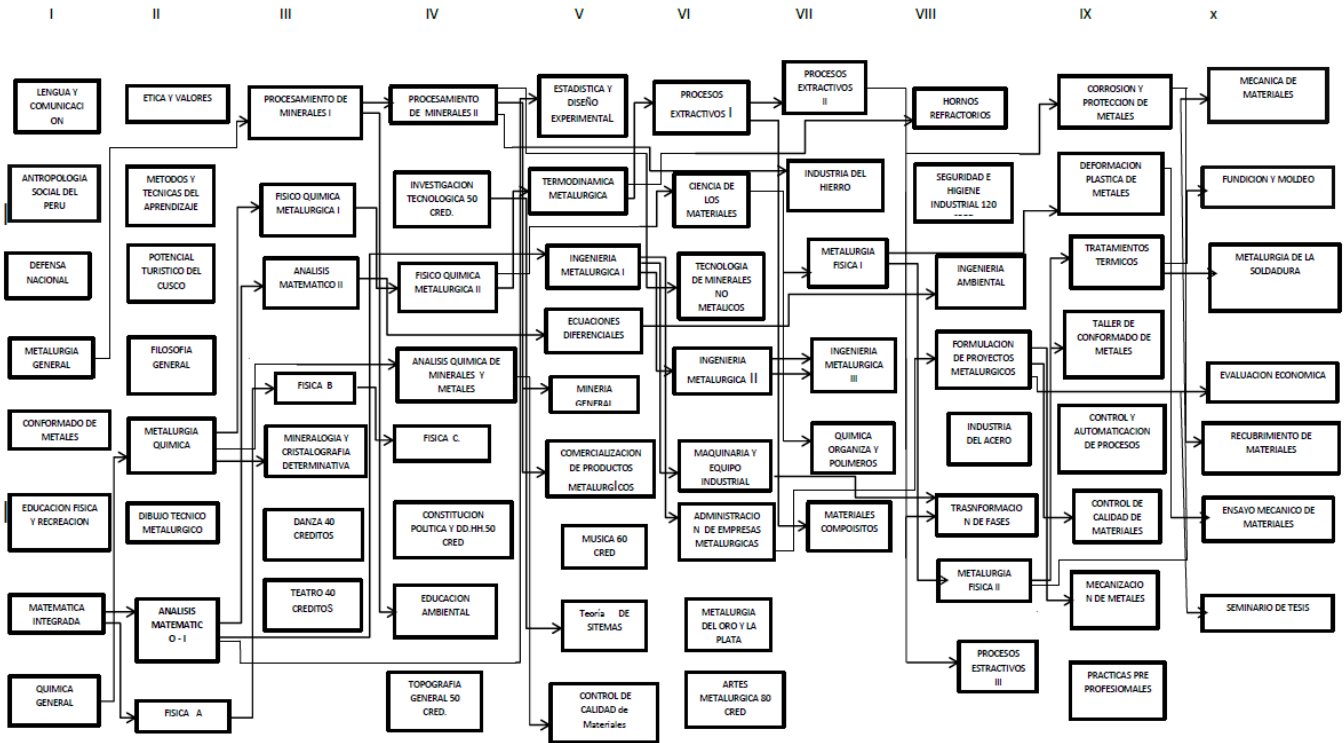 I
II
III
IV
V
VI
VII
VIII
IX
x
LENGUA Y
COMUNICACI
ON
ANTROPOLOGIA
SOCIAL DEL
PERU
DEFENSA
NACIONAL
METALURGIA
GENERAL
CONFORMADO DE
METALES
EDUCACION FISICA
Y RECREACION
MATEMATICA
INTEGRADA
QUIMICA
GENERAL
ETICA Y VALORES
METODOS Y
TECNICAS DEL
APRENDIZAJE
POTENCIAL
TURISTICO DEL
CUSCO
FILOSOFIA
GENERAL
METALURGIA
QUIMICA
DIBUJO TECNICO
METALURGICO
ANALISIS
MATEMATIC
O - I
FISICA A
PROCESAMIENTO DE
MINERALES I
FISICO QUIMICA
METALURGICA I
ANALISIS
MATEMATICO II
FISICA B
MINERALOGIA Y
CRISTALOGRAFIA
DETERMINATIVA
DANZA 40
CREDITOS
TEATRO 40
CREDITOS
PROCESAMIENTO
DE MINERALES II
INVESTIGACION
TECNOLOGICA 50
CRED.
FISICO QUIMICA
METALURGICA II
ANALISIS QUIMICA DE
MINERALES Y
METALES
FISICA C.
CONSTITUCION
POLITICA Y DD.HH.50
CRED
EDUCACION
AMBIENTAL
TOPOGRAFIA
GENERAL 50
CRED.
ESTADISTICA Y
DISEÑO
EXPERIMENTAL
TERMODINAMICA
METALURGICA
INGENIERIA
METALURGICA I
ECUACIONES
DIFERENCIALES
MINERIA
GENERAL
COMERCIALIZACION
DE PRODUCTOS
METALURGICOS
MUSICA 60
CRED
Teoría DE
SITEMAS
CONTROL DE
CALIDAD de
Materiales
PROCESOS
EXTRACTIVOS I
CIENCIA DE
LOS
MATERIALES
TECNOLOGIA
DE MINERALES
NO
METALICOS
INGENIERIA
METALURGICA II
MAQUINARIA Y
EQUIPO
INDUSTRIAL
ADMINSTRACIO
N DE EMPRESAS
METALURGICAS
METALURGIA
DEL ORO Y LA
PLATA
ARTES
METALURGICA 80
CRED
PROCESOS
EXTRACTIVOS
II
INDUSTRIA DEL
HIERRO
METALURGIA
FISICA I
INGENIERIA
METALURGICA
III
QUIMICA
ORGANIZA Y
POLIMEROS
MATERIALES
COMPOISITOS
HORNOS
REFRACTORIOS
SEGURIDAD E
HIGIENE
INDUSTRIAL 120
INGENIERIA
AMBIENTAL
FORMULACION
DE PROYECTOS
METALURGICOS
INDUSTRIA
DEL ACERO
TRASNFORMACIO
N DE FASES
METALURGIA
FISICA II
PROCESOS
ESTRACTIVOS
III
CORROSION Y
PROTECCION DE
METALES
DEFORMACION
PLASTICA DE
METALES
TRATAMIENTOS
TERMICOS
TALLER DE
CONFORMADO DE
METALES
CONTROL Y
AUTOMATICACION
DE PROCESOS
CONTROL DE
CALIDAD DE
MATERIALES
MECANIZACIO
N DE METALES
PRACTICAS PRE
PROFESIOMALES
MECANICA DE
MATERIALES
FUNDICION Y MOLDEO
METALURGIA DE LA
SOLDADURA
EVALUACION ECONOMICA
RECUBRIMIENTO DE
MATERIALES
ENSAYO MECANICO DE
MATERIALES
SEMINARIO DE TESIS